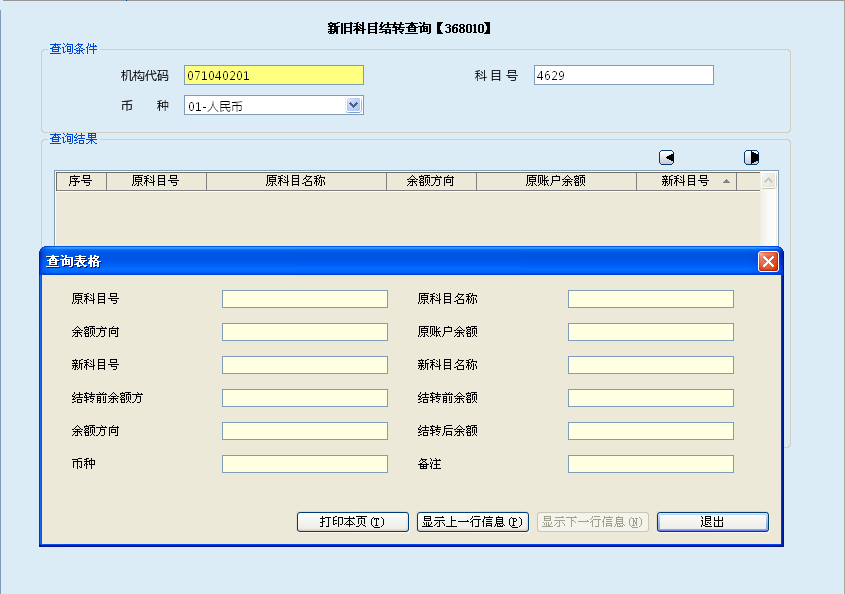 新旧科目结转查询【368010】
查询条件
机构代码 071040201 科目号 4629
币 种 01-人民币
查询结果
序号 原科目号 原科目名称 余额方向 原账户余额 新科目号
查询表格
原科目号 原科目名称
余额方向 原账户余额
新科目号 新科目名称
结转前余额方 结转前余额
余额方向 结转后余额
币种 备注
打印本页(T) 显示上一行信息(P) 显示下一行信息(N) 退出